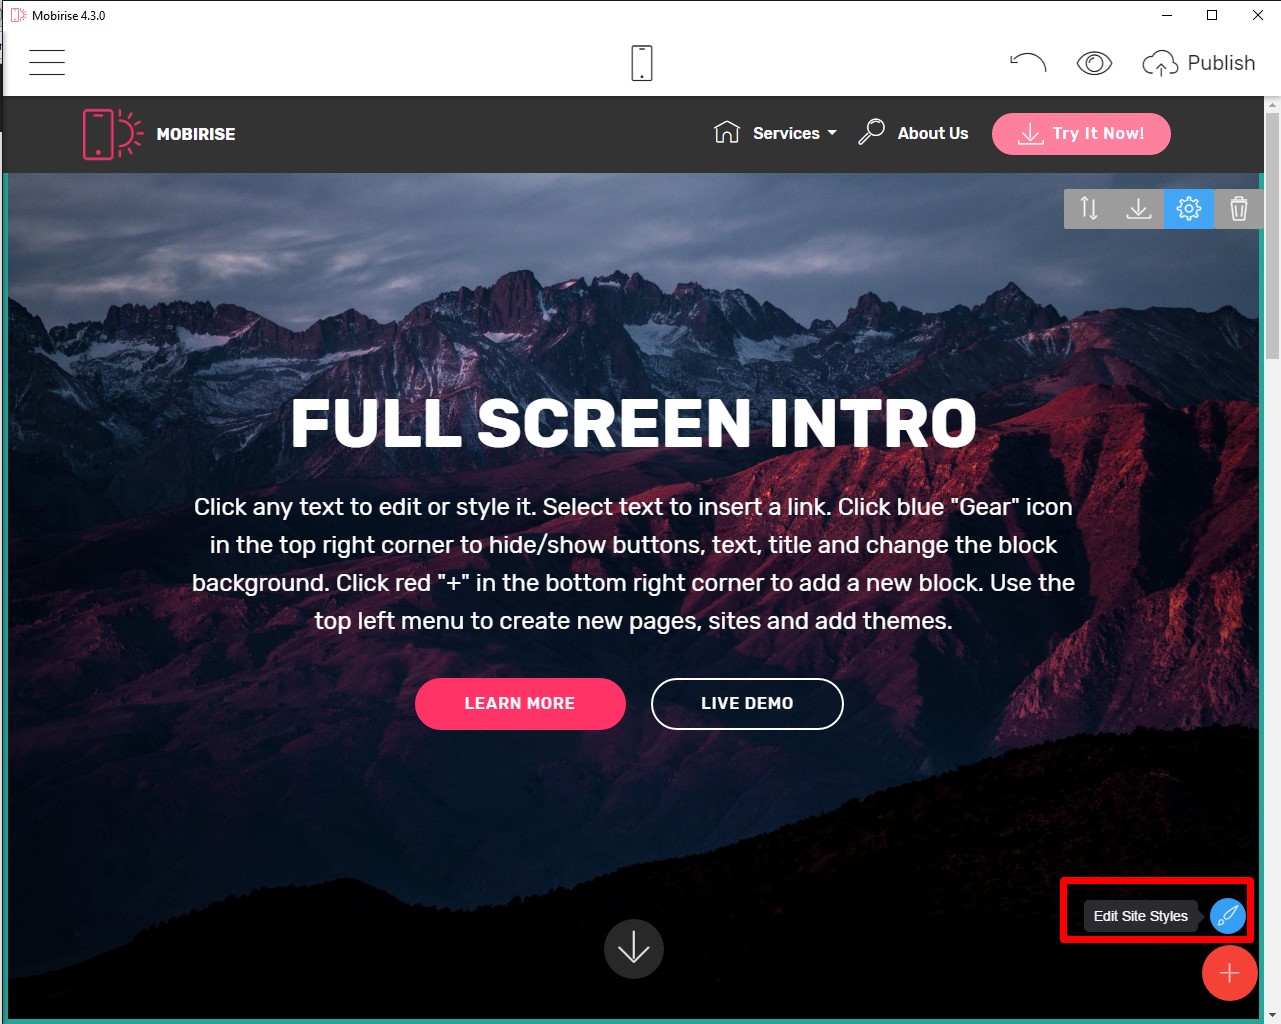 Mobirise 4.3.0
Publish
MOBIRISE
Services
About Us
Try It Now!
FULL SCREEN INTRO
Click any text to edit or style it. Select text to insert a link. Click blue "Gear" icon
in the top right corner to hide/show buttons, text, title and change the block
background. Click red "+" in the bottom right corner to add a new block. Use the
top left menu to create new pages, sites and add themes.
LEARN MORE
LIVE DEMO
Edit Site Styles